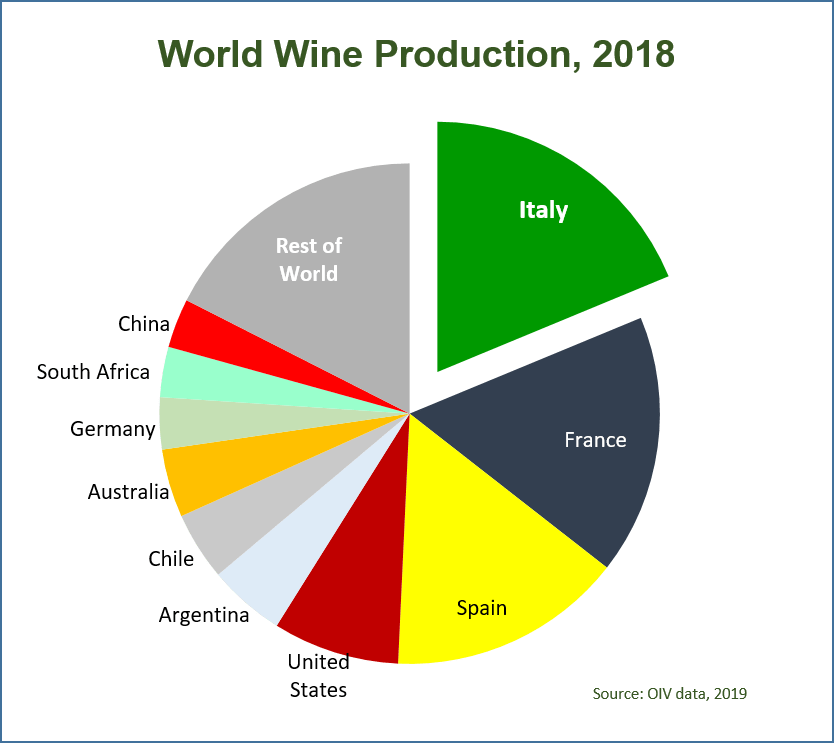 World Wine Production, 2018
Italy
Rest of
World
China
South Africa
Germany
France
Australia
Chile
Spain
Argentina
United
States
Source: OIV data, 2019